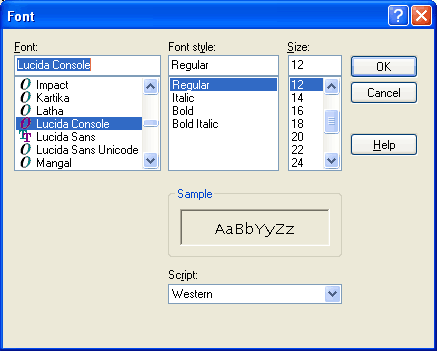 Font
Font: Font style: Size:
Lucida Console Regular 12 OK
Impact Regular 12 Cancel
Kartika Italic 14
Latha Bold 16
Lucida Console Bold Italic 18
Lucida Sans 20 Help
Lucida Sans Unicode 22
Mangal 24
Sample
AaBbYyZz
Script:
Western